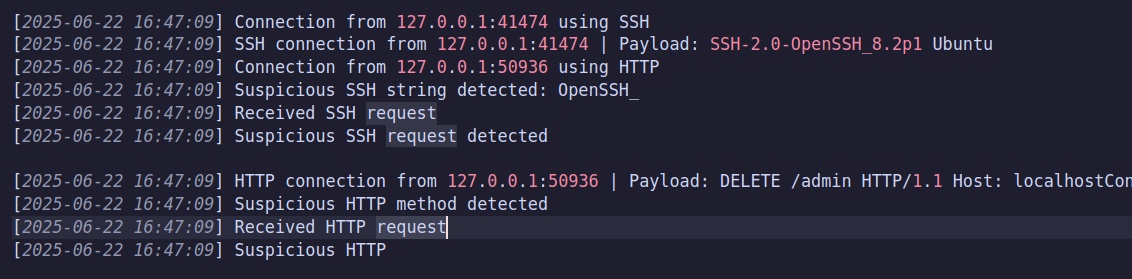 [2025-06-22 16:47:09] Connection from 127.0.0.1:41474 using SSH
[2025-06-22 16:47:09] SSH connection from 127.0.0.1:41474 | Payload: SSH-2.0-OpenSSH_8.2p1 Ubuntu
[2025-06-22 16:47:09] Connection from 127.0.0.1:50936 using HTTP
[2025-06-22 16:47:09] Suspicious SSH string detected: OpenSSH_
[2025-06-22 16:47:09] Received SSH request
[2025-06-22 16:47:09] Suspicious SSH request detected
[2025-06-22 16:47:09] HTTP connection from 127.0.0.1:50936 | Payload: DELETE /admin HTTP/1.1 Host: localhostCon
[2025-06-22 16:47:09] Suspicious HTTP method detected
[2025-06-22 16:47:09] Received HTTP request
[2025-06-22 16:47:09] Suspicious HTTP